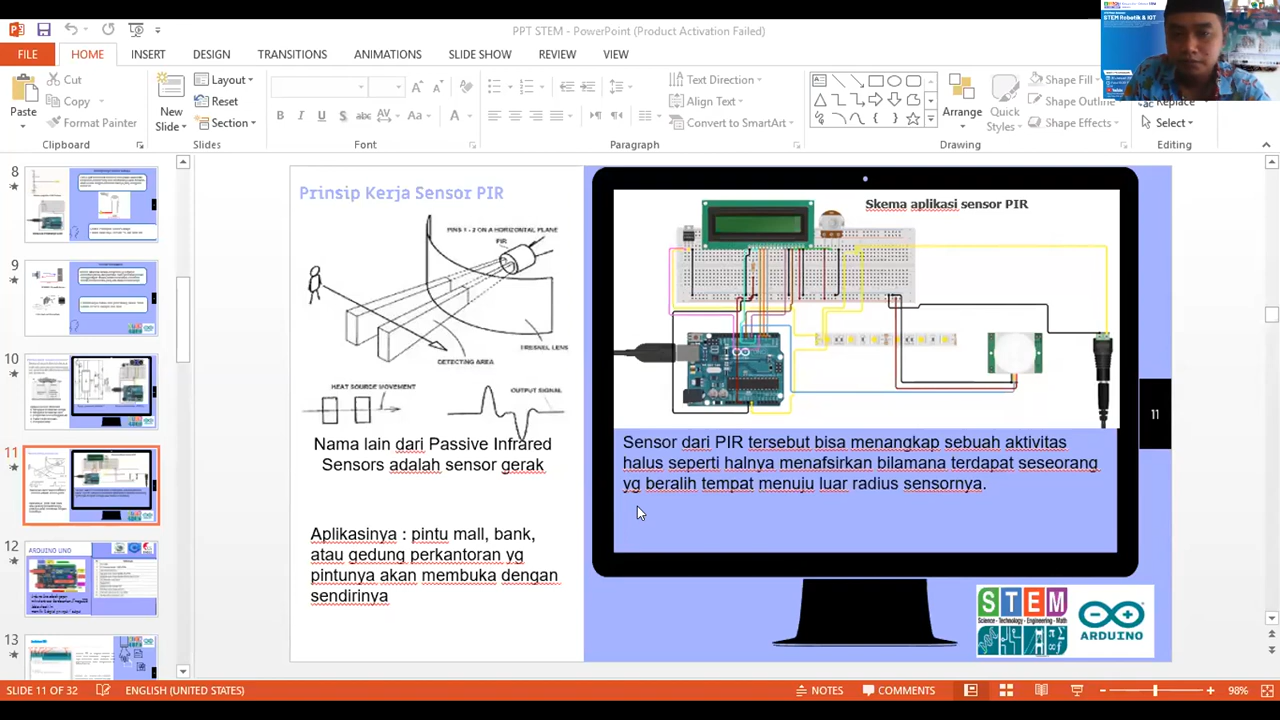 PPT STEM - PowerPoint (Product Activation Failed)
STEM Robotik & IOT
FILE
HOME
INSERT
DESIGN
TRANSITIONS
ANIMATIONS
SLIDE SHOW
REVIEW
VIEW
Paste
Cut
Copy
Format Painter
Clipboard
New
Slide
Layout
Reset
Section
Slides
Font
Text Direction
Align Text
Convert to SmartArt
Paragraph
Arrange
Quick
Styles
Shape Fill
Shape Outline
Shape Effects
Drawing
Replace
Select
Editing
8
9
10
11
12
ARDUINO UNO
13
Prinsip Kerja Sensor PIR
PINS 1 - 2 ON A HORIZONTAL PLANE
PIR
FRESNEL LENS
DETECTING AREA
HEAT SOURCE MOVEMENT
OUTPUT SIGNAL
Nama lain dari Passive Infrared
Sensors adalah sensor gerak
Aplikasinya : pintu mall, bank,
atau gedung perkantoran yg
pintunya akan membuka dengan
sendirinya
Skema aplikasi sensor PIR
Sensor dari PIR tersebut bisa menangkap sebuah aktivitas
halus seperti halnya menafsirkan bilamana terdapat seseorang
yg beralih tempat menuju luar radius sensornya.
11
STEM
Science - Technology - Engineering - Math
ARDUINO
SLIDE 11 OF 32
ENGLISH (UNITED STATES)
NOTES
COMMENTS
98%